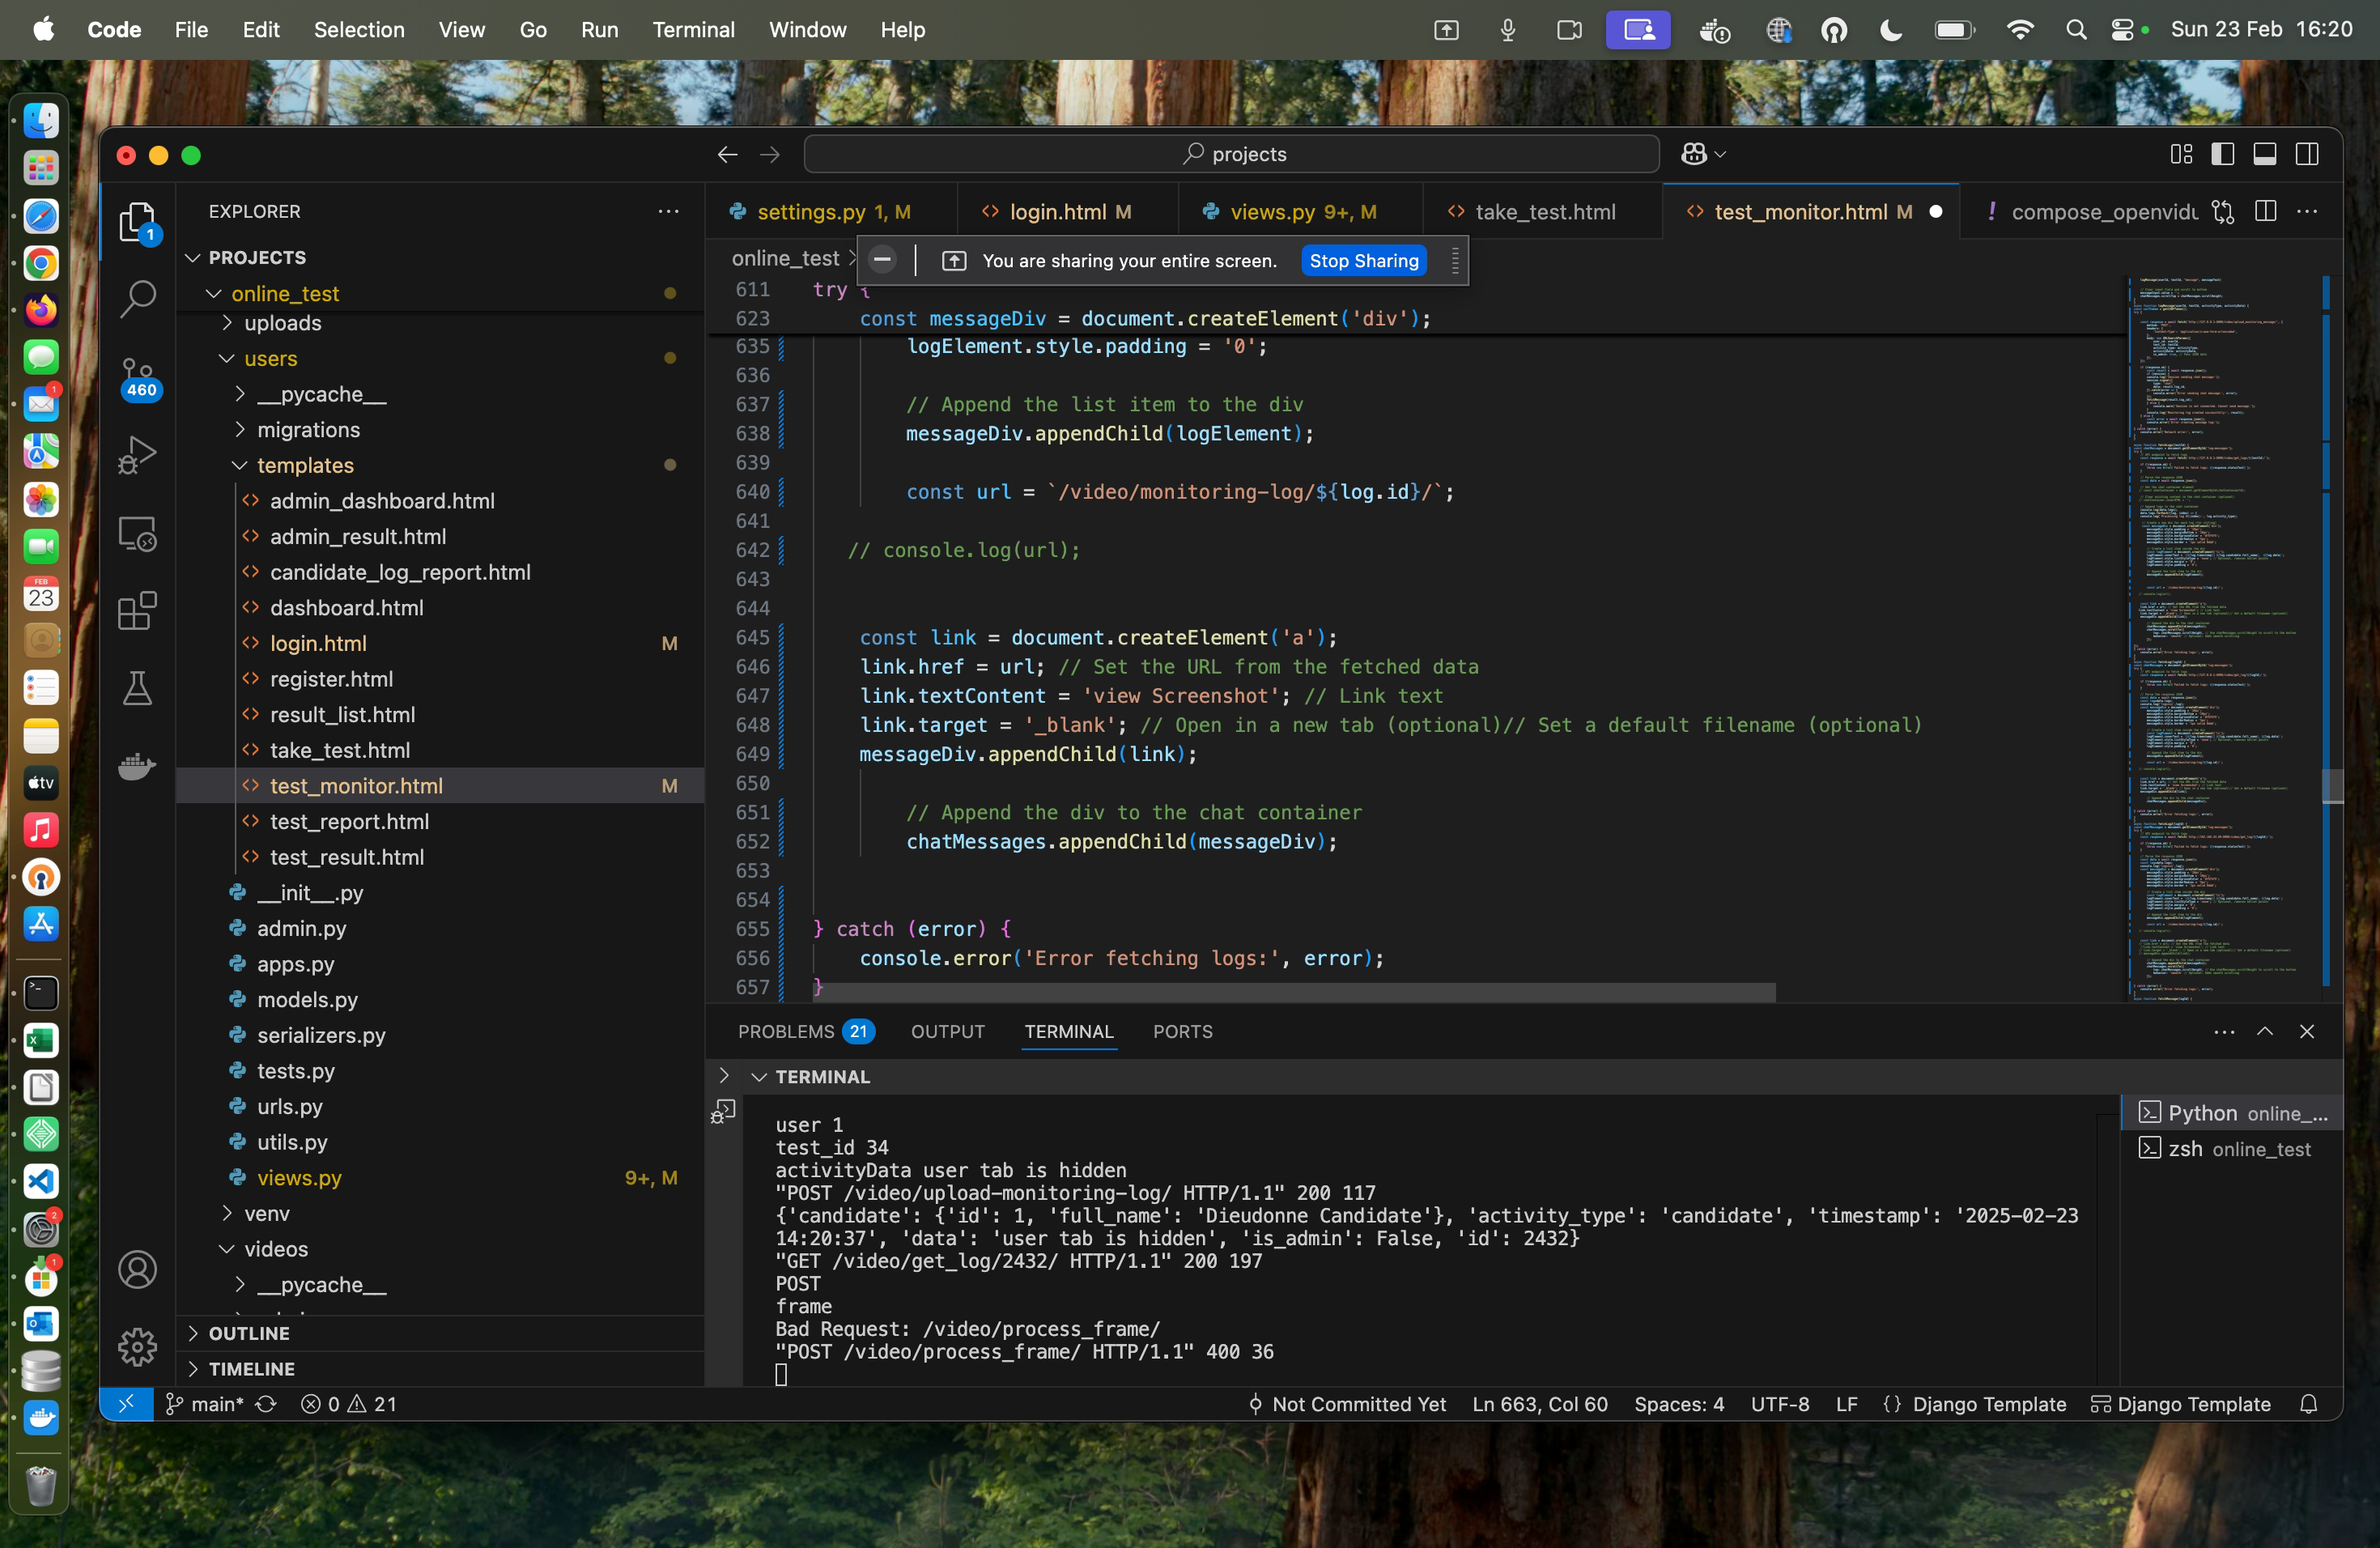 Code File Edit Selection View Go Run Terminal Window Help
Sun 23 Feb 16:20
projects
EXPLORER
PROJECTS
online_test
uploads
users
__pycache__
migrations
templates
admin_dashboard.html
admin_result.html
candidate_log_report.html
dashboard.html
login.html M
register.html
result_list.html
take_test.html
test_monitor.html M
test_report.html
test_result.html
__init__.py
admin.py
apps.py
models.py
serializers.py
tests.py
urls.py
utils.py
views.py 9+, M
venv
videos
__pycache__
OUTLINE
TIMELINE
1
460
settings.py 1, M
login.html M
views.py 9+, M
take_test.html
test_monitor.html M
compose_openvidu
online_test
You are sharing your entire screen. Stop Sharing
611 try {
623 const messageDiv = document.createElement('div');
635 logElement.style.padding = '0';
636
637 // Append the list item to the div
638 messageDiv.appendChild(logElement);
639
640 const url = `/video/monitoring-log/${log.id}/`;
641
642 // console.log(url);
643
644
645 const link = document.createElement('a');
646 link.href = url; // Set the URL from the fetched data
647 link.textContent = 'view Screenshot'; // Link text
648 link.target = '_blank'; // Open in a new tab (optional)// Set a default filename (optional)
649 messageDiv.appendChild(link);
650
651 // Append the div to the chat container
652 chatMessages.appendChild(messageDiv);
653
654
655 } catch (error) {
656 console.error('Error fetching logs:', error);
657 }
PROBLEMS 21 OUTPUT TERMINAL PORTS
TERMINAL
user 1
test_id 34
activityData user tab is hidden
"POST /video/upload-monitoring-log/ HTTP/1.1" 200 117
{'candidate': {'id': 1, 'full_name': 'Dieudonne Candidate'}, 'activity_type': 'candidate', 'timestamp': '2025-02-23
14:20:37', 'data': 'user tab is hidden', 'is_admin': False, 'id': 2432}
"GET /video/get_log/2432/ HTTP/1.1" 200 197
POST
frame
Bad Request: /video/process_frame/
"POST /video/process_frame/ HTTP/1.1" 400 36
Python online_...
zsh online_test
main* 0 21
Not Committed Yet Ln 663, Col 60 Spaces: 4 UTF-8 LF {} Django Template Django Template
1
FEB
23
tv
2
1